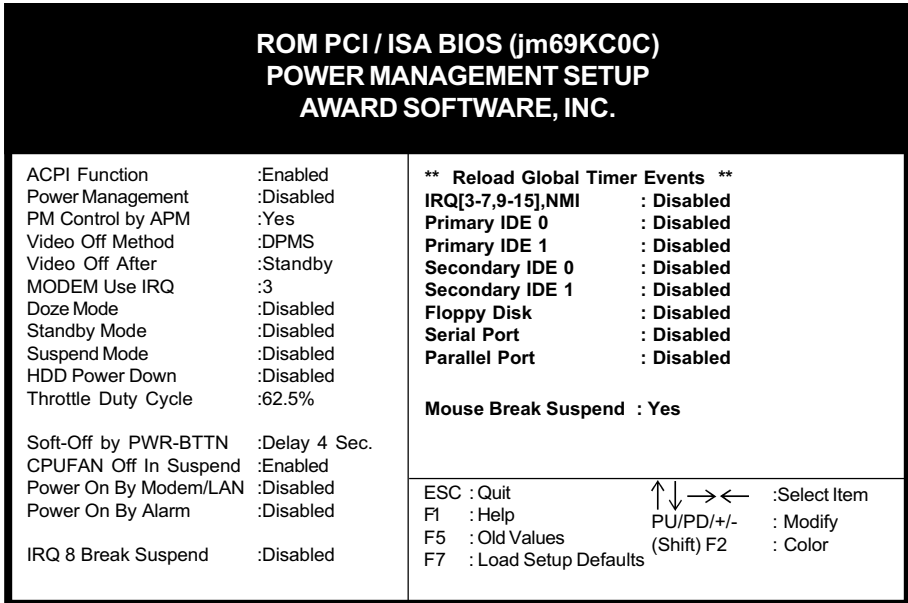 ROM PCI / ISA BIOS (jm69KC0C)
POWER MANAGEMENT SETUP
AWARD SOFTWARE, INC.
ACPI Function :Enabled
Power Management :Disabled
PM Control by APM :Yes
Video Off Method :DPMS
Video Off After :Standby
MODEM Use IRQ :3
Doze Mode :Disabled
Standby Mode :Disabled
Suspend Mode :Disabled
HDD Power Down :Disabled
Throttle Duty Cycle :62.5%
Soft-Off by PWR-BTTN :Delay 4 Sec.
CPUFAN Off In Suspend :Enabled
Power On By Modem/LAN :Disabled
Power On By Alarm :Disabled
IRQ 8 Break Suspend :Disabled
** Reload Global Timer Events **
IRQ[3-7,9-15],NMI : Disabled
Primary IDE 0 : Disabled
Primary IDE 1 : Disabled
Secondary IDE 0 : Disabled
Secondary IDE 1 : Disabled
Floppy Disk : Disabled
Serial Port : Disabled
Parallel Port : Disabled
Mouse Break Suspend : Yes
ESC : Quit ↑↓→← :Select Item
F1 : Help PU/PD/+/- : Modify
F5 : Old Values (Shift) F2 : Color
F7 : Load Setup Defaults